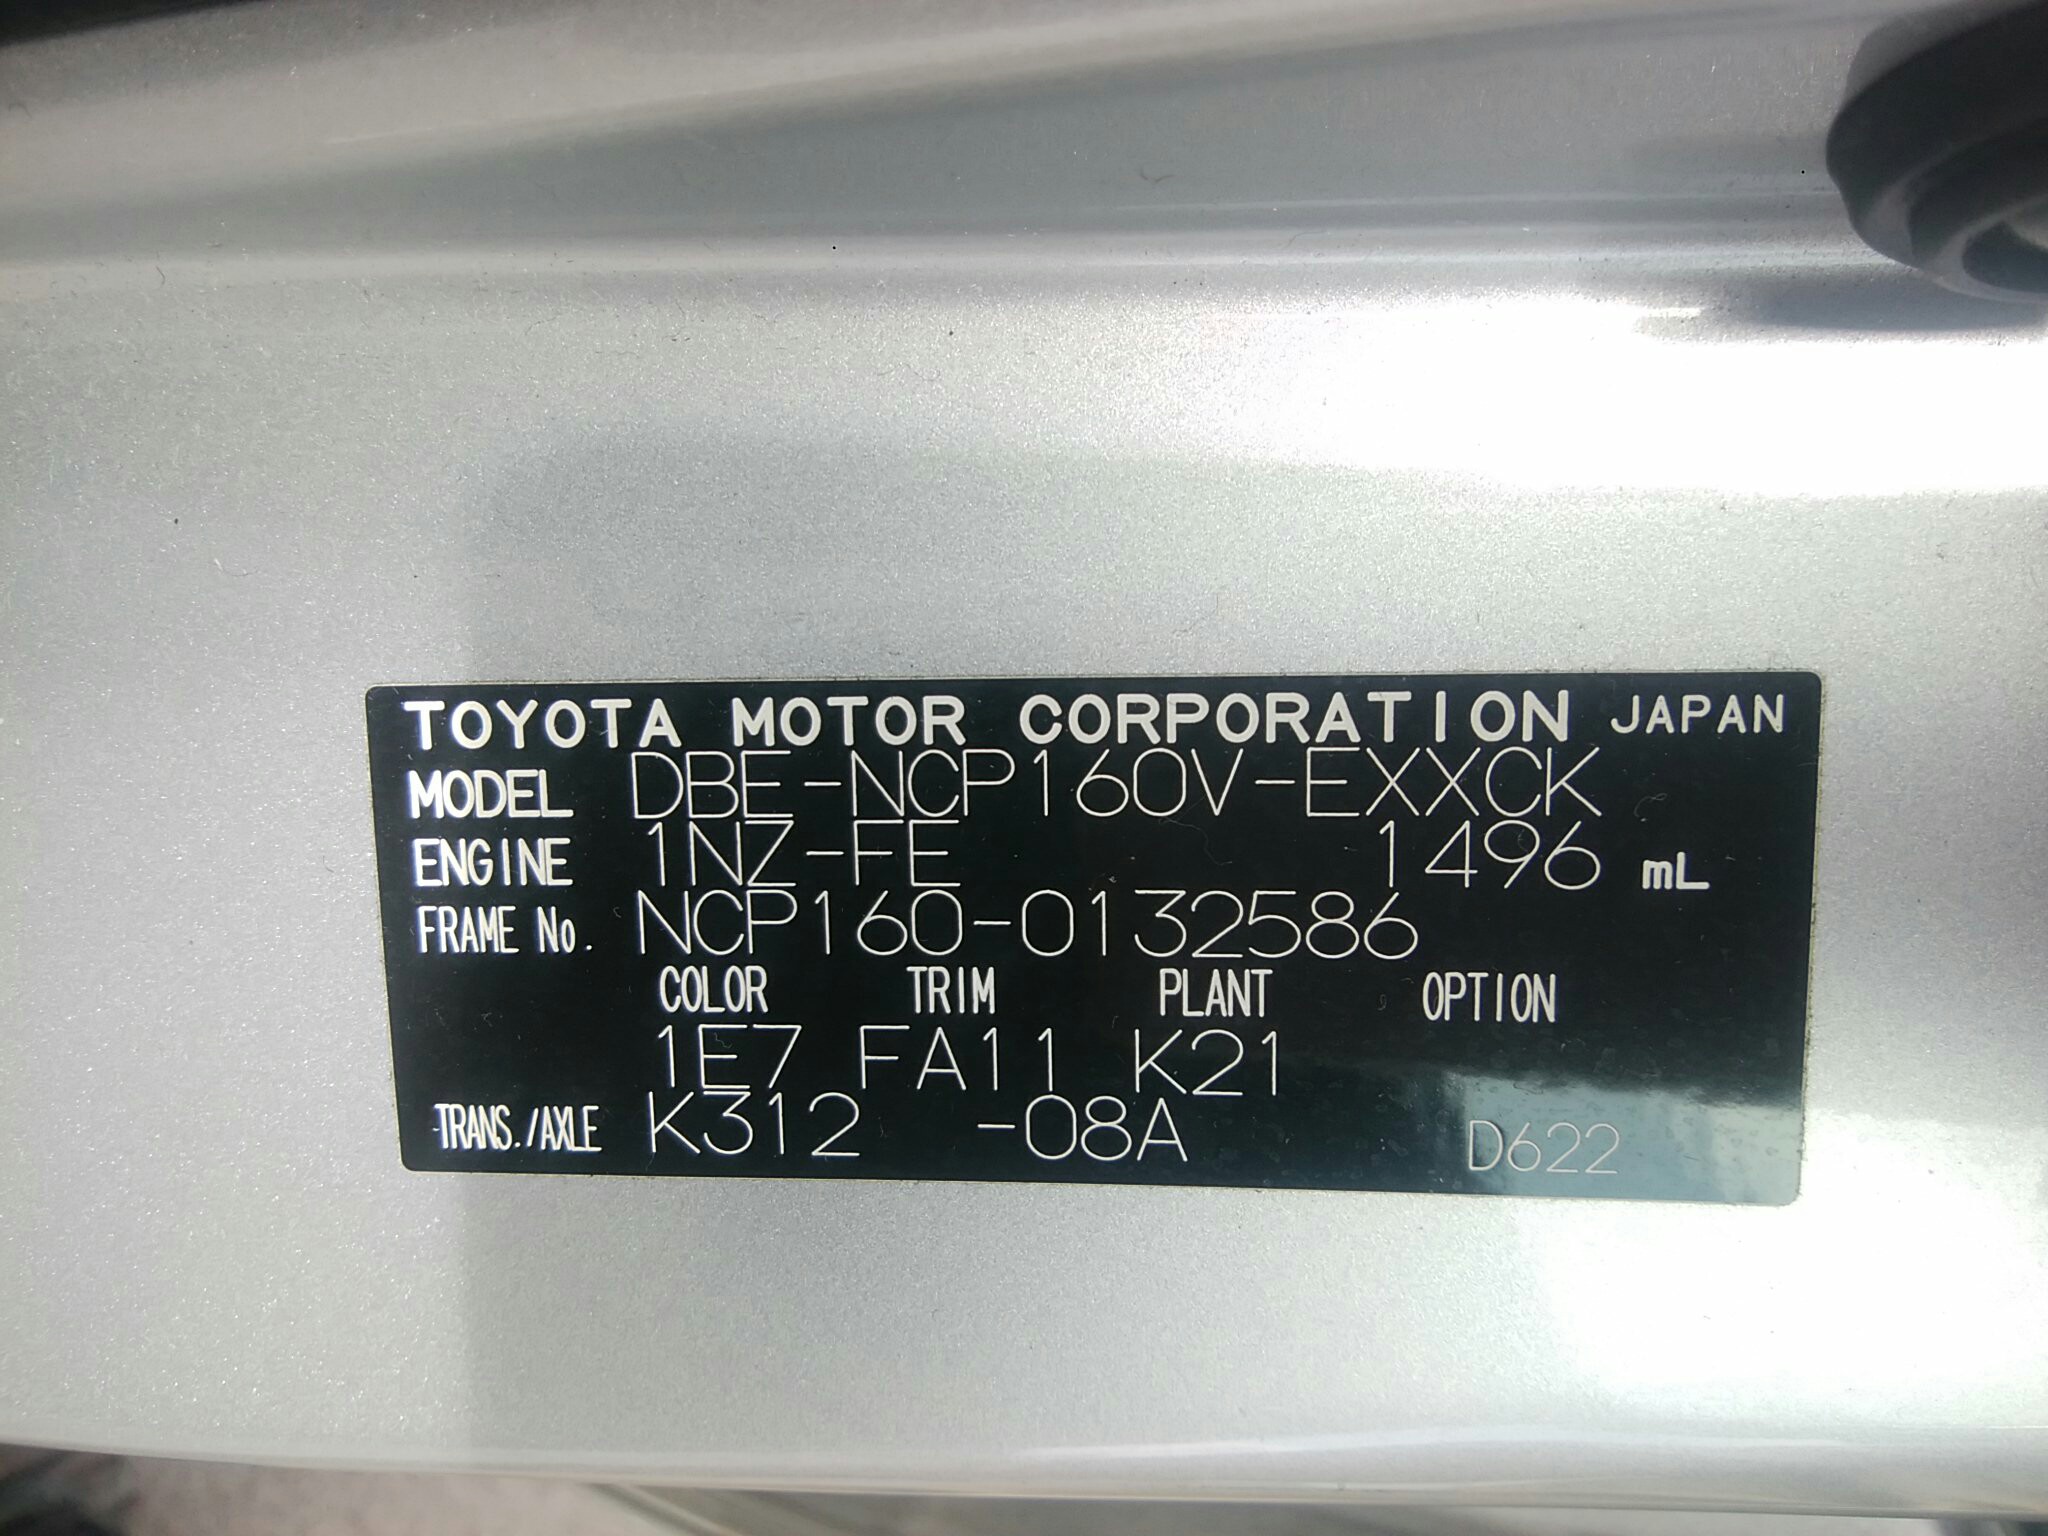 TOYOTA MOTOR CORPORATION JAPAN
MODEL DBE-NCP160V-EXXCK
ENGINE 1NZ-FE 1496 mL
FRAME No. NCP160-0132586
COLOR TRIM PLANT OPTION
1E7 FA11 K21
TRANS./AXLE K312 -08A D622